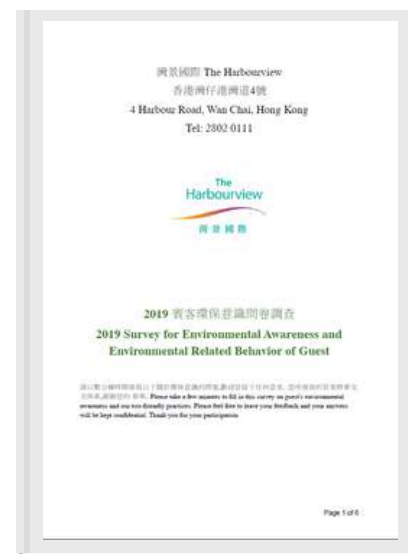 灣景國際 The Harbourview
香港灣仔港灣道4號
4 Harbour Road, Wan Chai, Hong Kong
Tel: 2802 0111
The
Harbourview
灣景國際
2019 賓客環保意識問卷調查
2019 Survey for Environmental Awareness and
Environmental Related Behavior of Guest
Please take a few minutes to fill in this survey on guest's environmental
awareness and our eco-friendly practices. Please feel free to leave your feedback and your answers
will be kept confidential. Thank you for your participation
Page 1 of 6